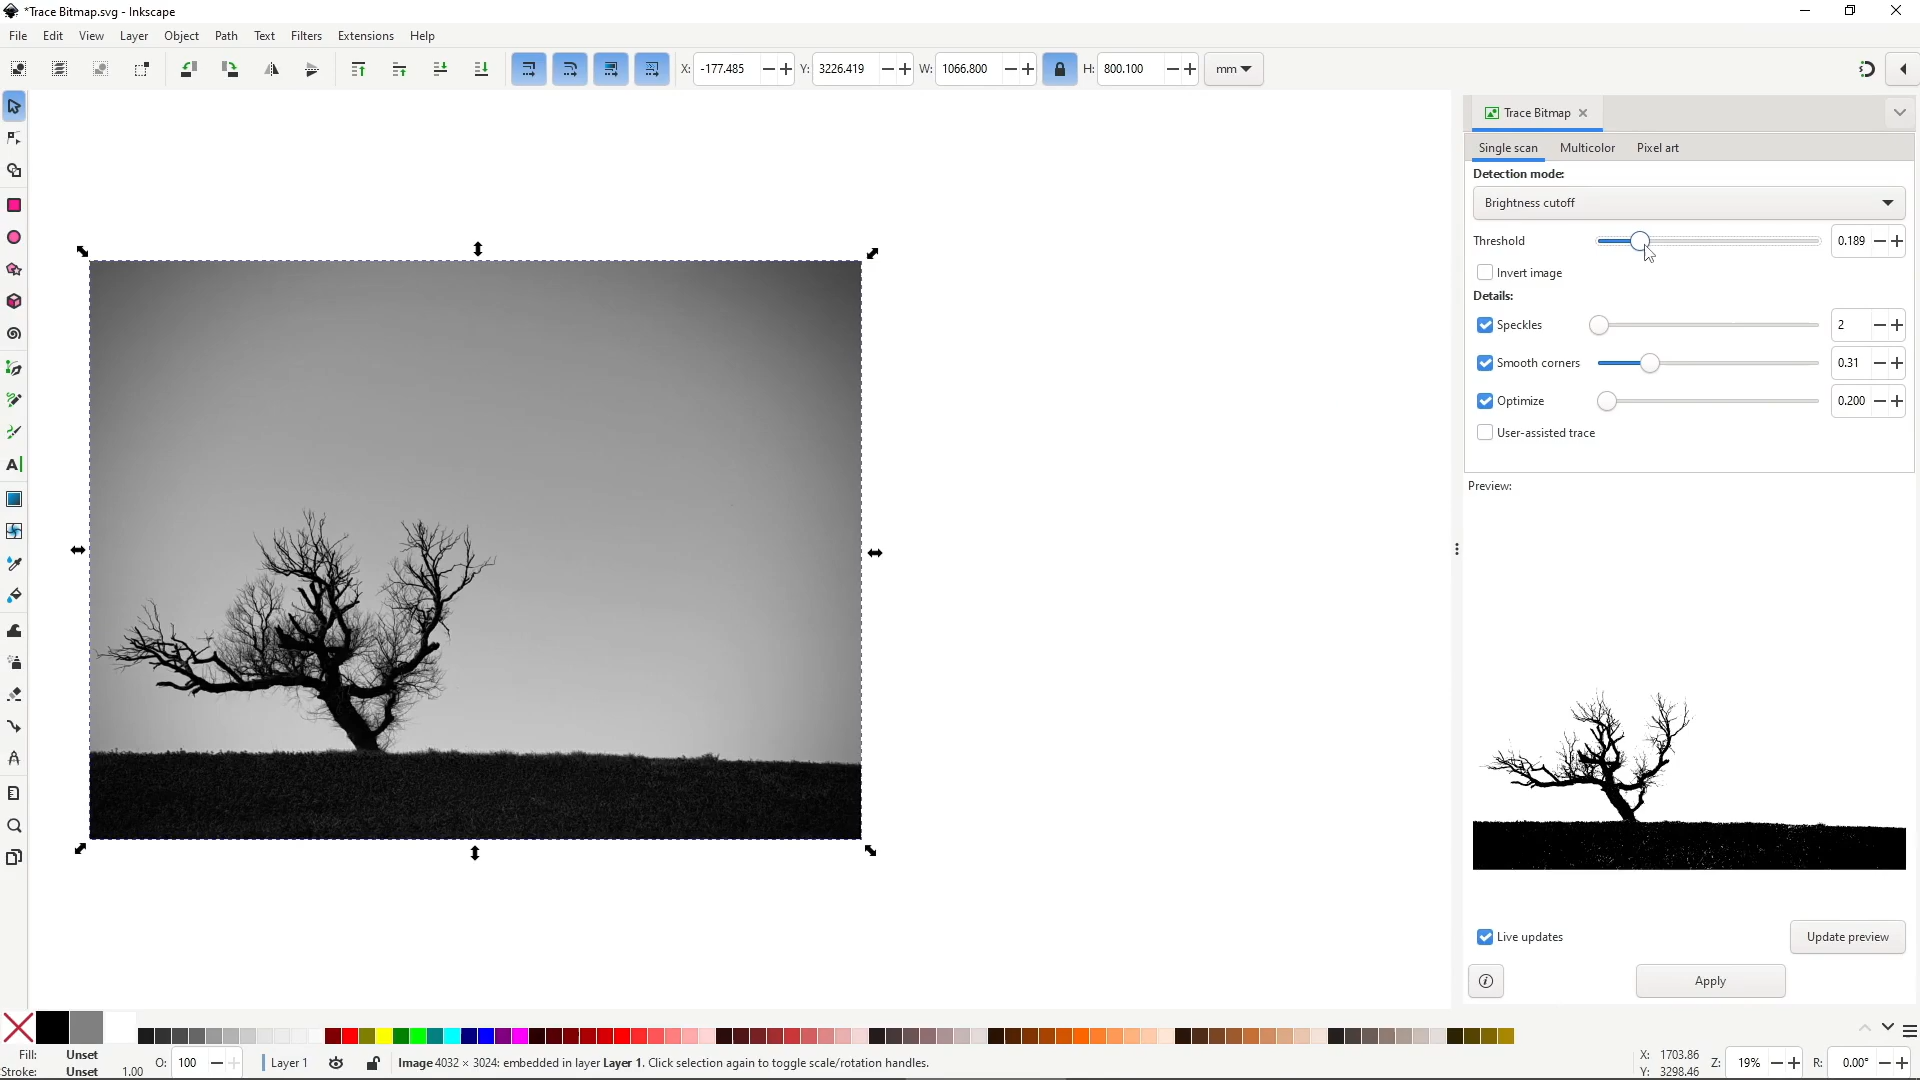 *Trace Bitmap.svg - Inkscape
File Edit View Layer Object Path Text Filters Extensions Help
X: -177.485 Y: 3226.419 W: 1066.800 H: 800.100 mm
Trace Bitmap
Single scan Multicolor Pixel art
Detection mode:
Brightness cutoff
Threshold 0.189
Invert image
Details:
Speckles 2
Smooth corners 0.31
Optimize 0.200
User-assisted trace
Preview:
Live updates Update preview
Apply
Fill: Unset O: 100 Layer 1 Image 4032 × 3024: embedded in layer Layer 1. Click selection again to toggle scale/rotation handles. X: 1703.86 Z: 19% R: 0.00°
Stroke: Unset 1.00 Y: 3298.46